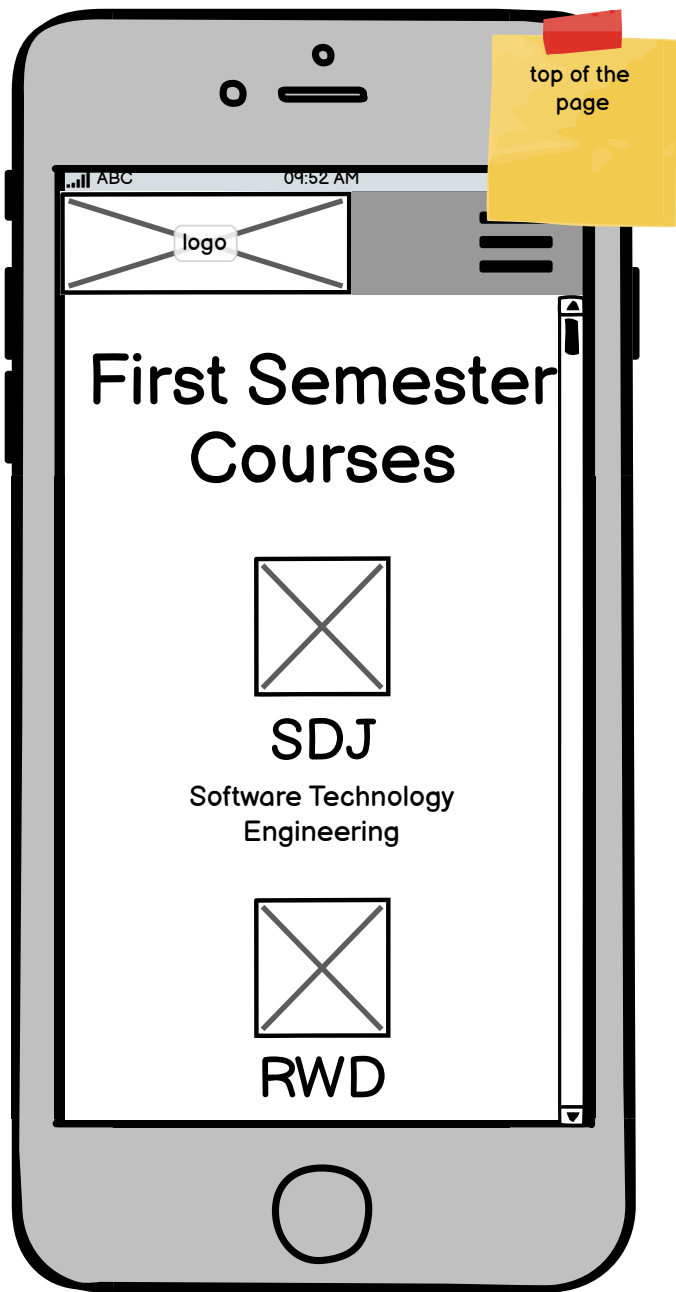 top of the
page
ABC 09:52 AM
logo
First Semester
Courses
SDJ
Software Technology
Engineering
RWD